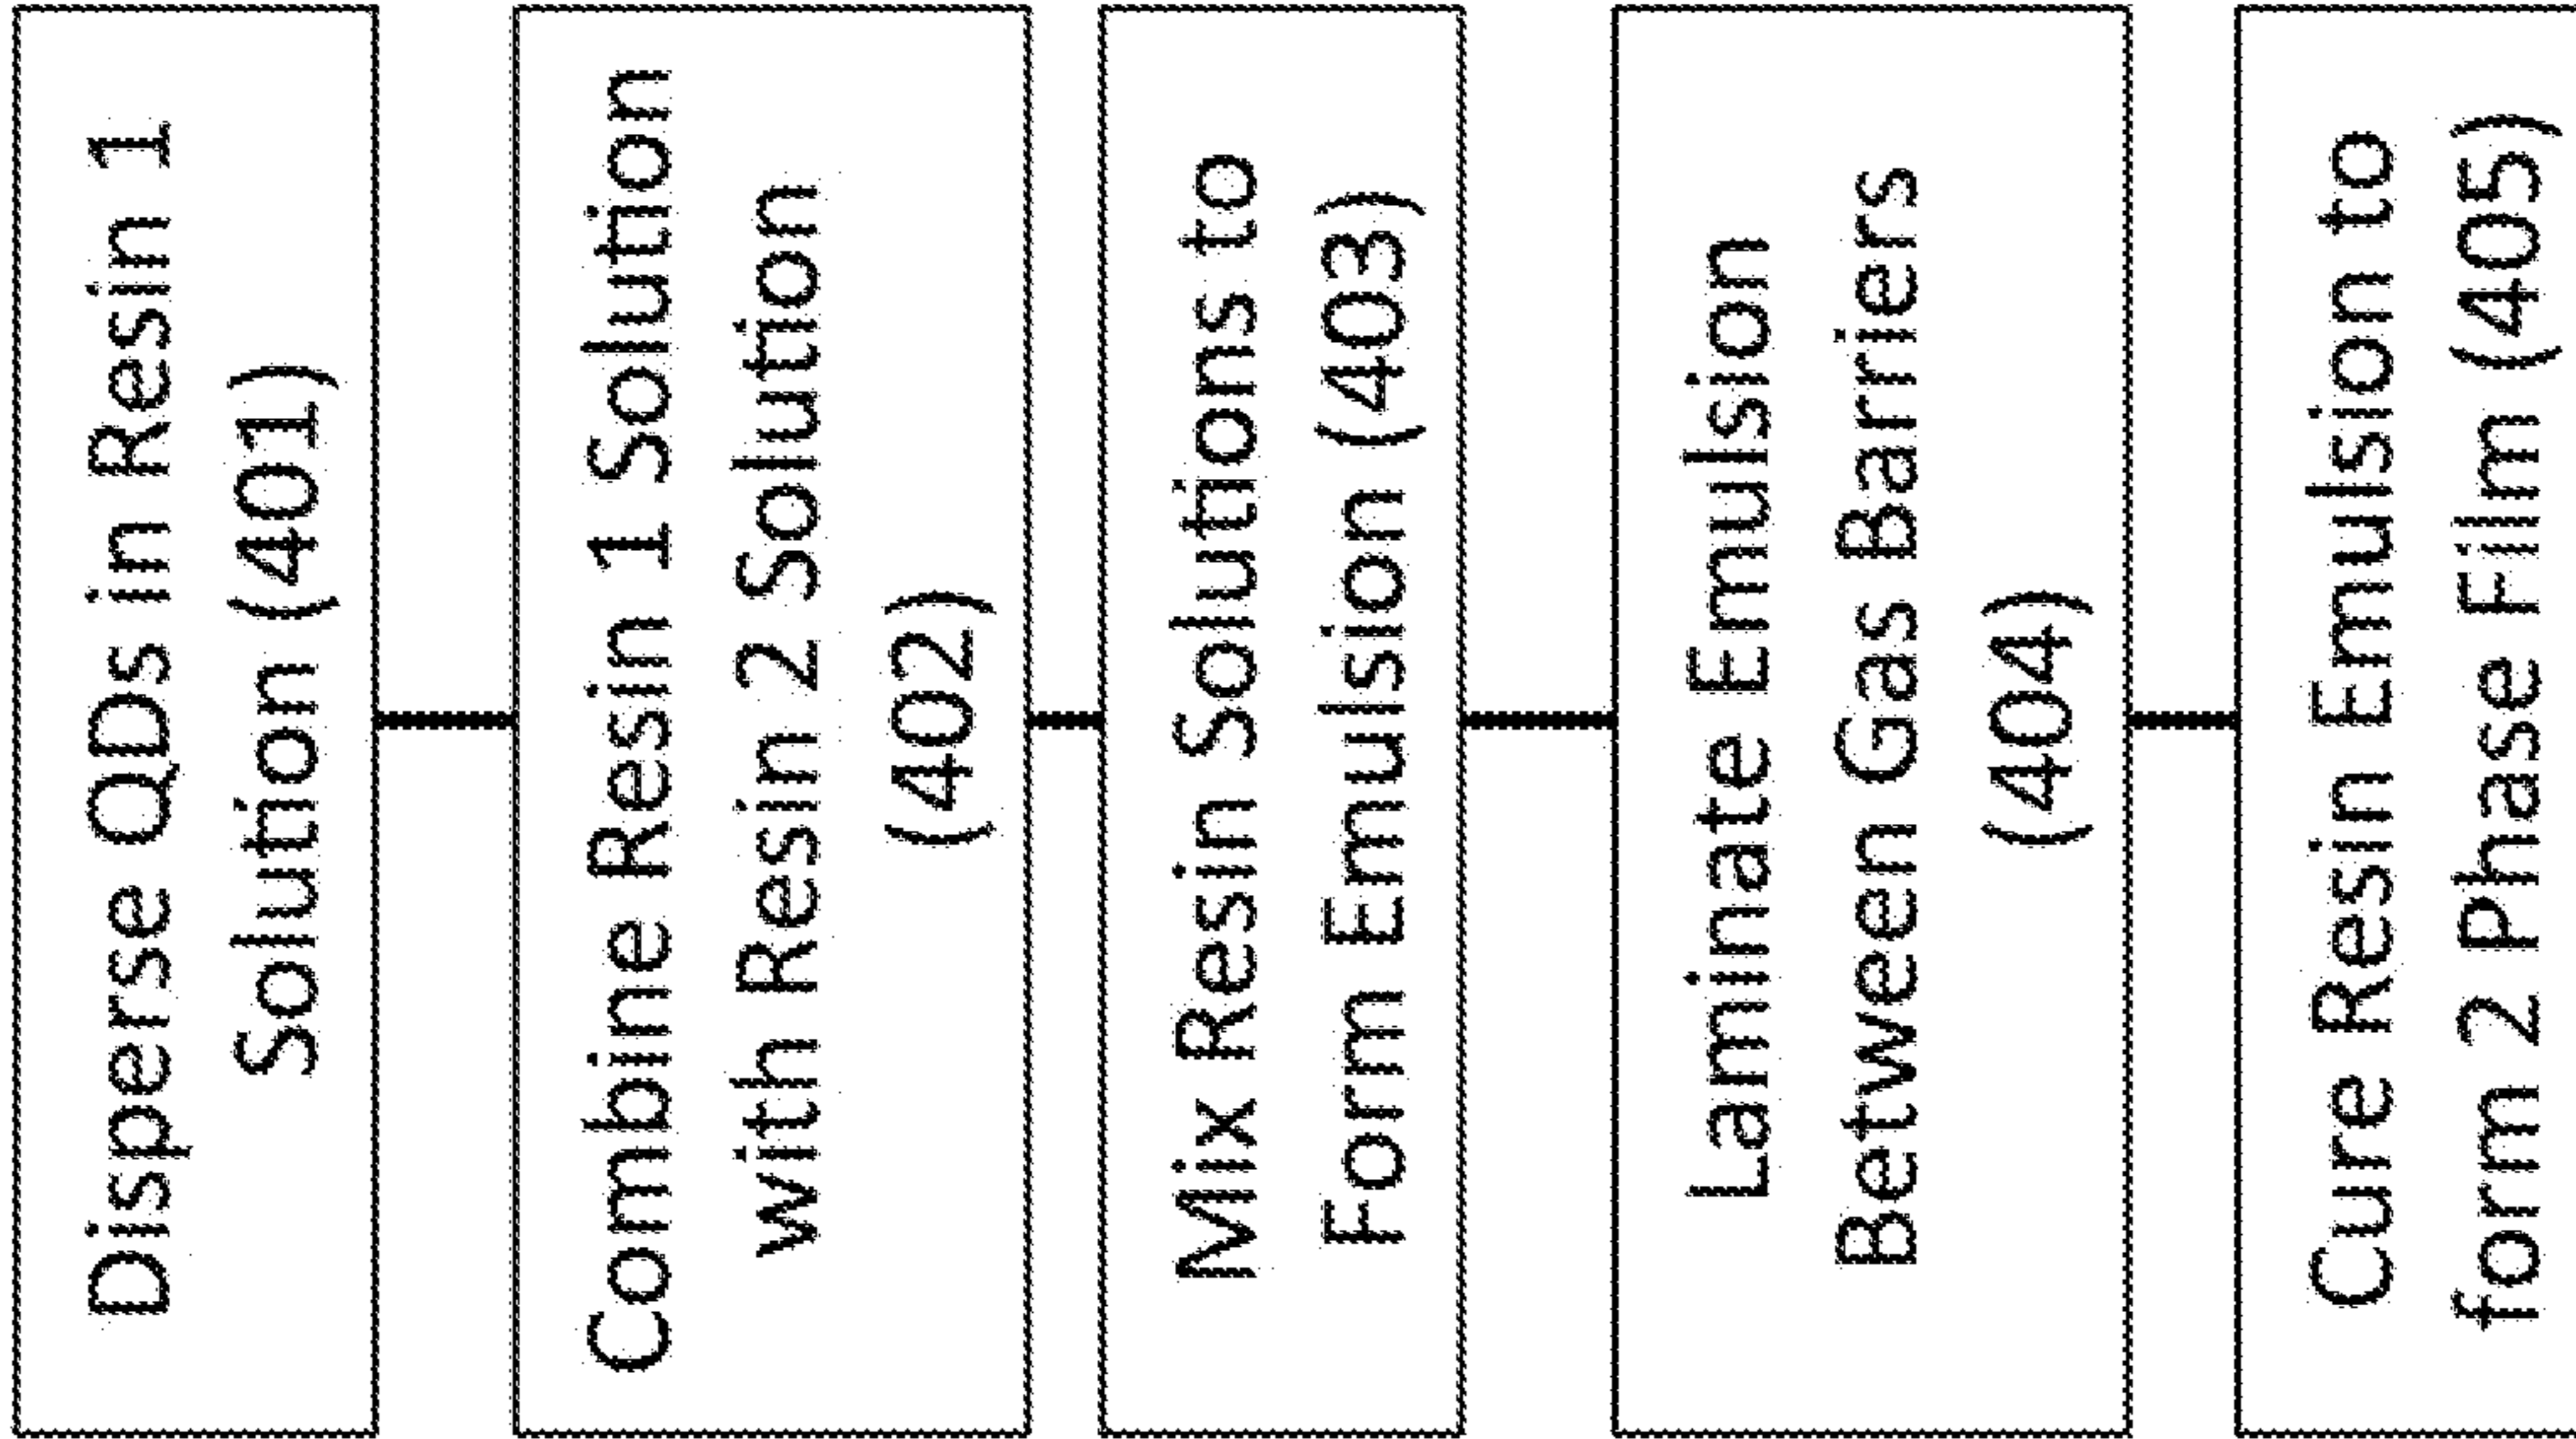 Disperse QDs in Resin 1
Solution (401)
Combine Resin 1 Solution
with Resin 2 Solution
(402)
Mix Resin Solutions to
Form Emulsion (403)
Laminate Emulsion
Between Gas Barriers
(404)
Cure Resin Emulsion to
form 2 Phase Film (405)